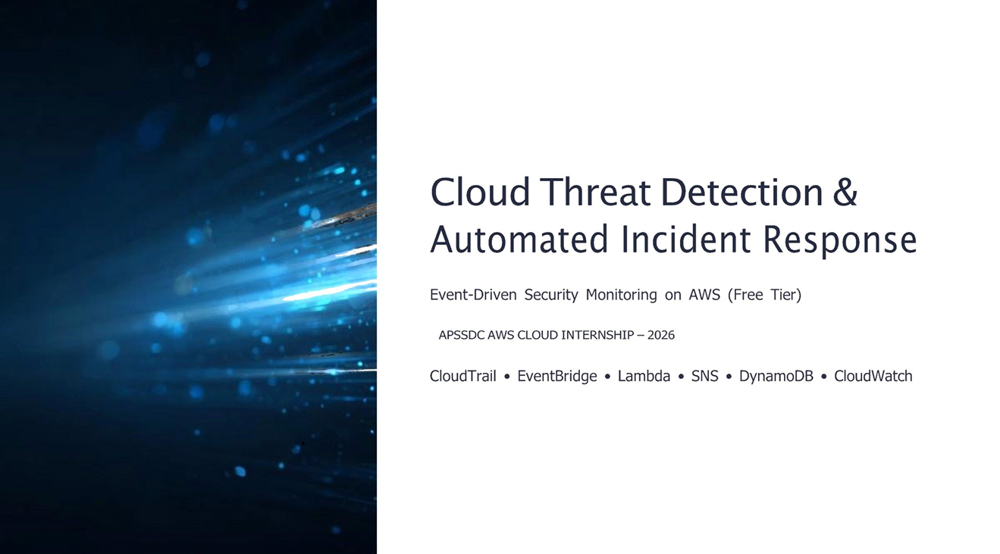 Cloud Threat Detection &
Automated Incident Response
Event-Driven Security Monitoring on AWS (Free Tier)
APSSDC AWS CLOUD INTERNSHIP – 2026
CloudTrail • EventBridge • Lambda • SNS • DynamoDB • CloudWatch